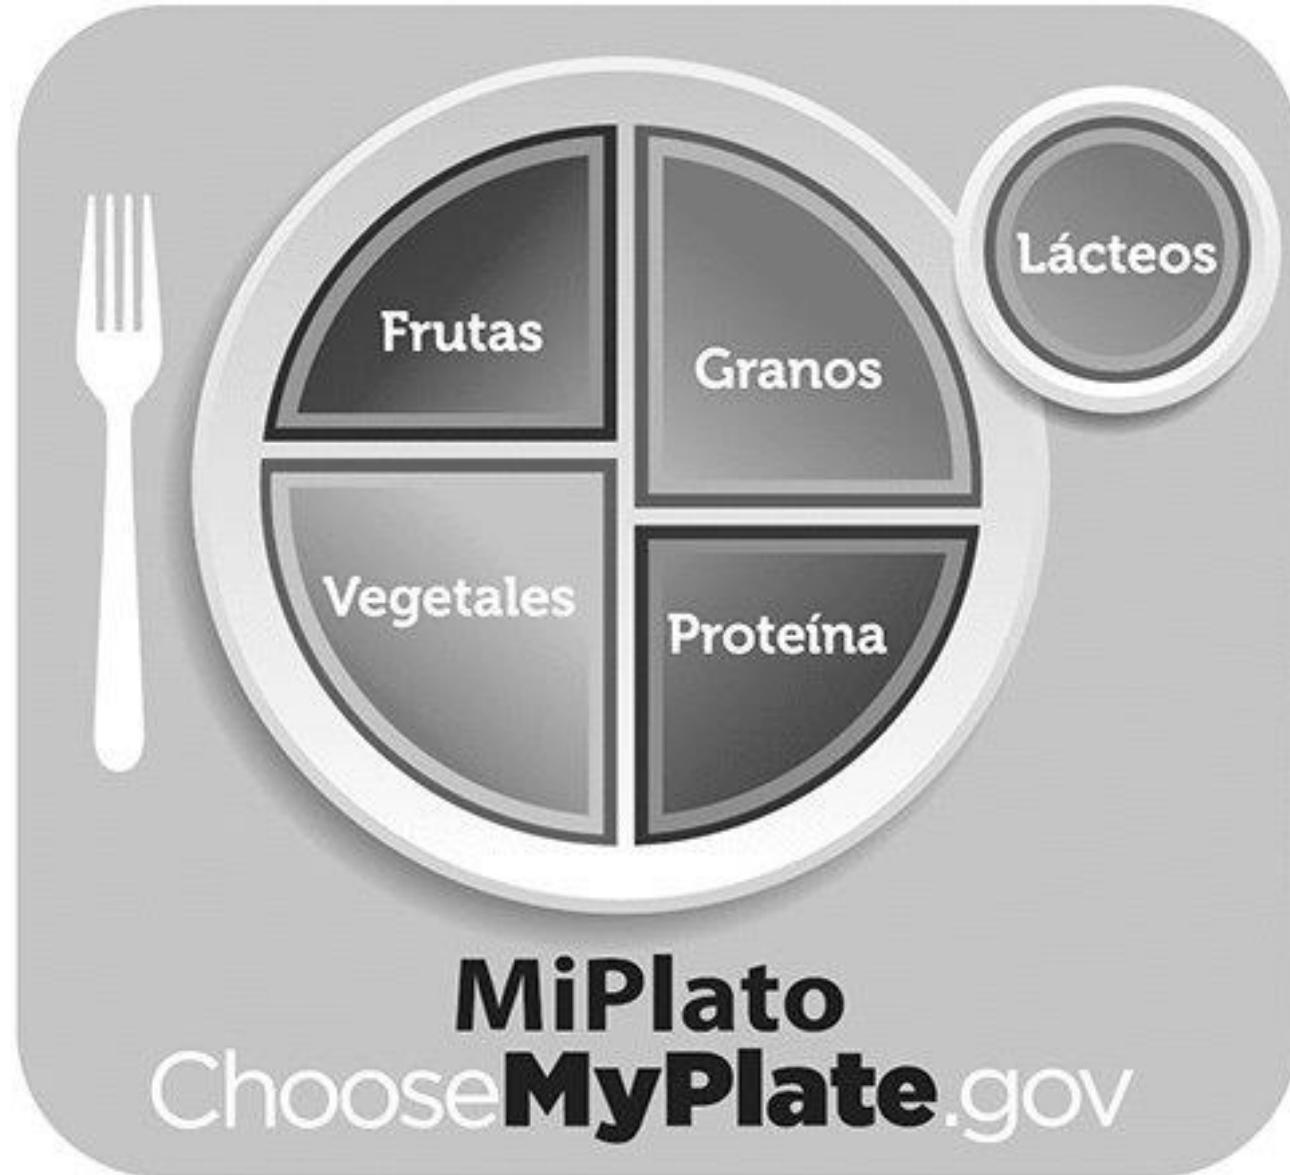 Frutas
Granos
Lácteos
Vegetales
Proteína
MiPlato
ChooseMyPlate.gov